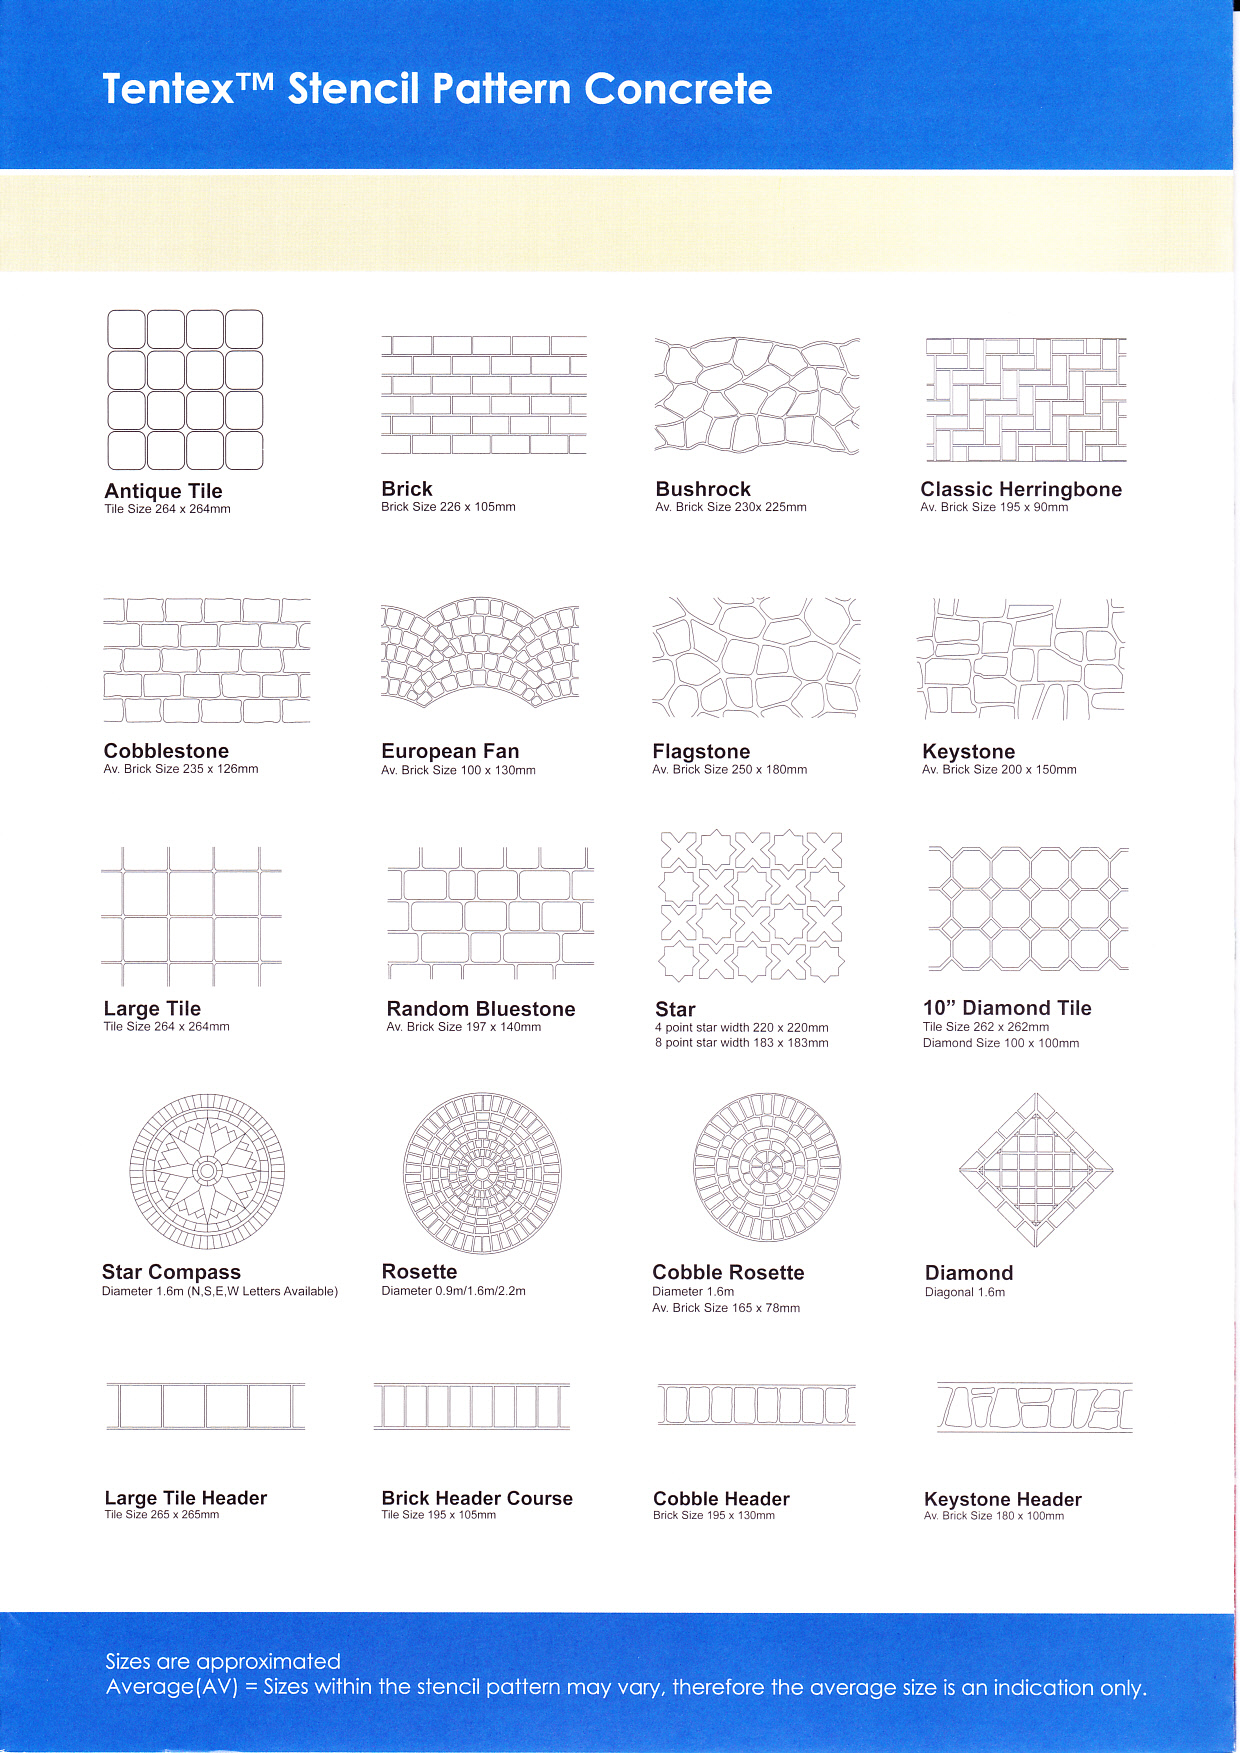 Tentex™ Stencil Pattern Concrete
Antique Tile
Tile Size 264 x 264mm
Brick
Brick Size 226 x 105mm
Bushrock
Av. Brick Size 230x 225mm
Classic Herringbone
Av. Brick Size 195 x 90mm
Cobblestone
Av. Brick Size 235 x 126mm
European Fan
Av. Brick Size 100 x 130mm
Flagstone
Av. Brick Size 250 x 180mm
Keystone
Av. Brick Size 200 x 150mm
Large Tile
Tile Size 264 x 264mm
Random Bluestone
Av. Brick Size 197 x 140mm
Star
4 point star width 220 x 220mm
8 point star width 183 x 183mm
10” Diamond Tile
Tile Size 262 x 262mm
Diamond Size 100 x 100mm
Star Compass
Diameter 1.6m (N,S,E,W Letters Available)
Rosette
Diameter 0.9m/1.6m/2.2m
Cobble Rosette
Diameter 1.6m
Av. Brick Size 165 x 78mm
Diamond
Diagonal 1.6m
Large Tile Header
Tile Size 265 x 265mm
Brick Header Course
Tile Size 195 x 105mm
Cobble Header
Brick Size 195 x 130mm
Keystone Header
Av. Brick Size 180 x 100mm
Sizes are approximated
Average(AV) = Sizes within the stencil pattern may vary, therefore the average size is an indication only.